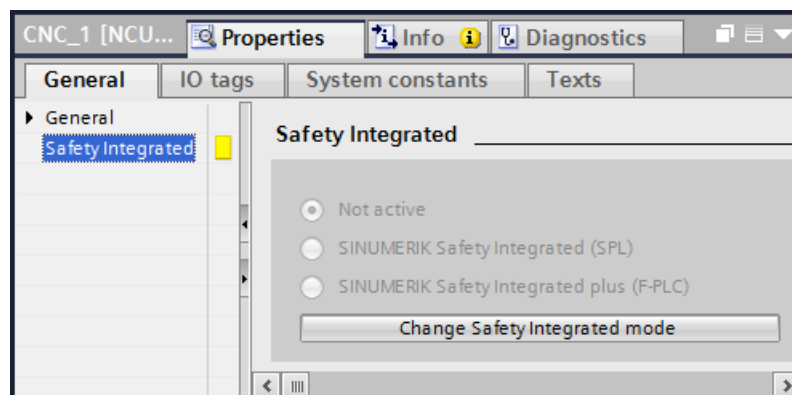 CNC_1 [NCU... Properties Info Diagnostics
General IO tags System constants Texts
General
Safety Integrated
Safety Integrated
Not active
SINUMERIK Safety Integrated (SPL)
SINUMERIK Safety Integrated plus (F-PLC)
Change Safety Integrated mode